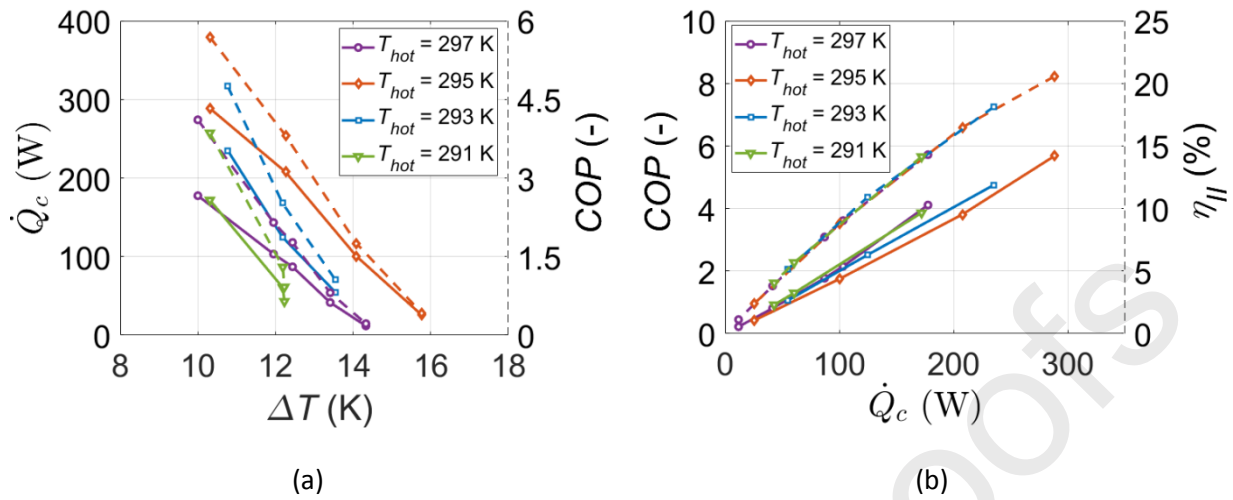 400
300
200
100
0
Q̇c (W)
6
4.5
3
1.5
0
COP (-)
Thot = 297 K
Thot = 295 K
Thot = 293 K
Thot = 291 K
8 10 12 14 16 18
ΔT (K)
(a)
10
8
6
4
2
0
COP (-)
25
20
15
10
5
0
ηII (%)
Thot = 297 K
Thot = 295 K
Thot = 293 K
Thot = 291 K
0 100 200 300
Q̇c (W)
(b)
oofs